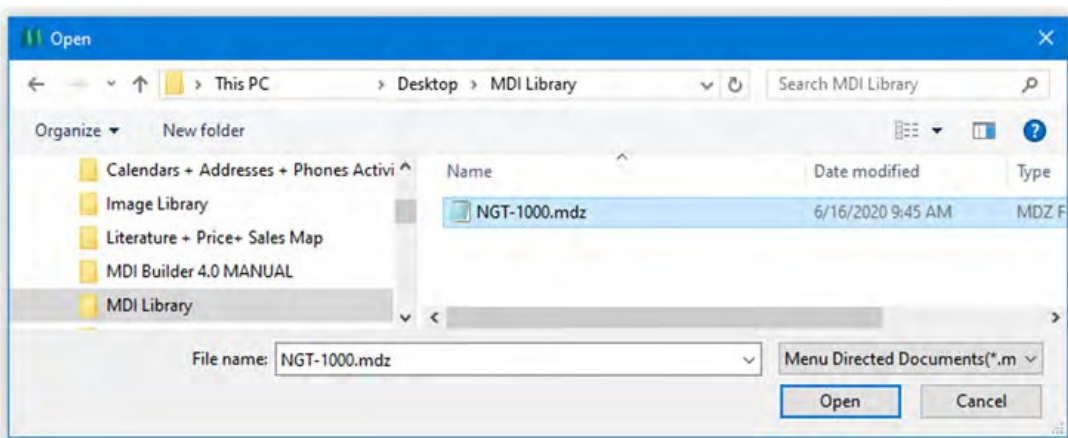 Open
This PC > Desktop > MDI Library Search MDI Library
Organize New folder
Calendars + Addresses + Phones Activi Name Date modified Type
Image Library NGT-1000.mdz 6/16/2020 9:45 AM MDZ F
Literature + Price+ Sales Map
MDI Builder 4.0 MANUAL
MDI Library
File name: NGT-1000.mdz Menu Directed Documents(*.m
Open Cancel